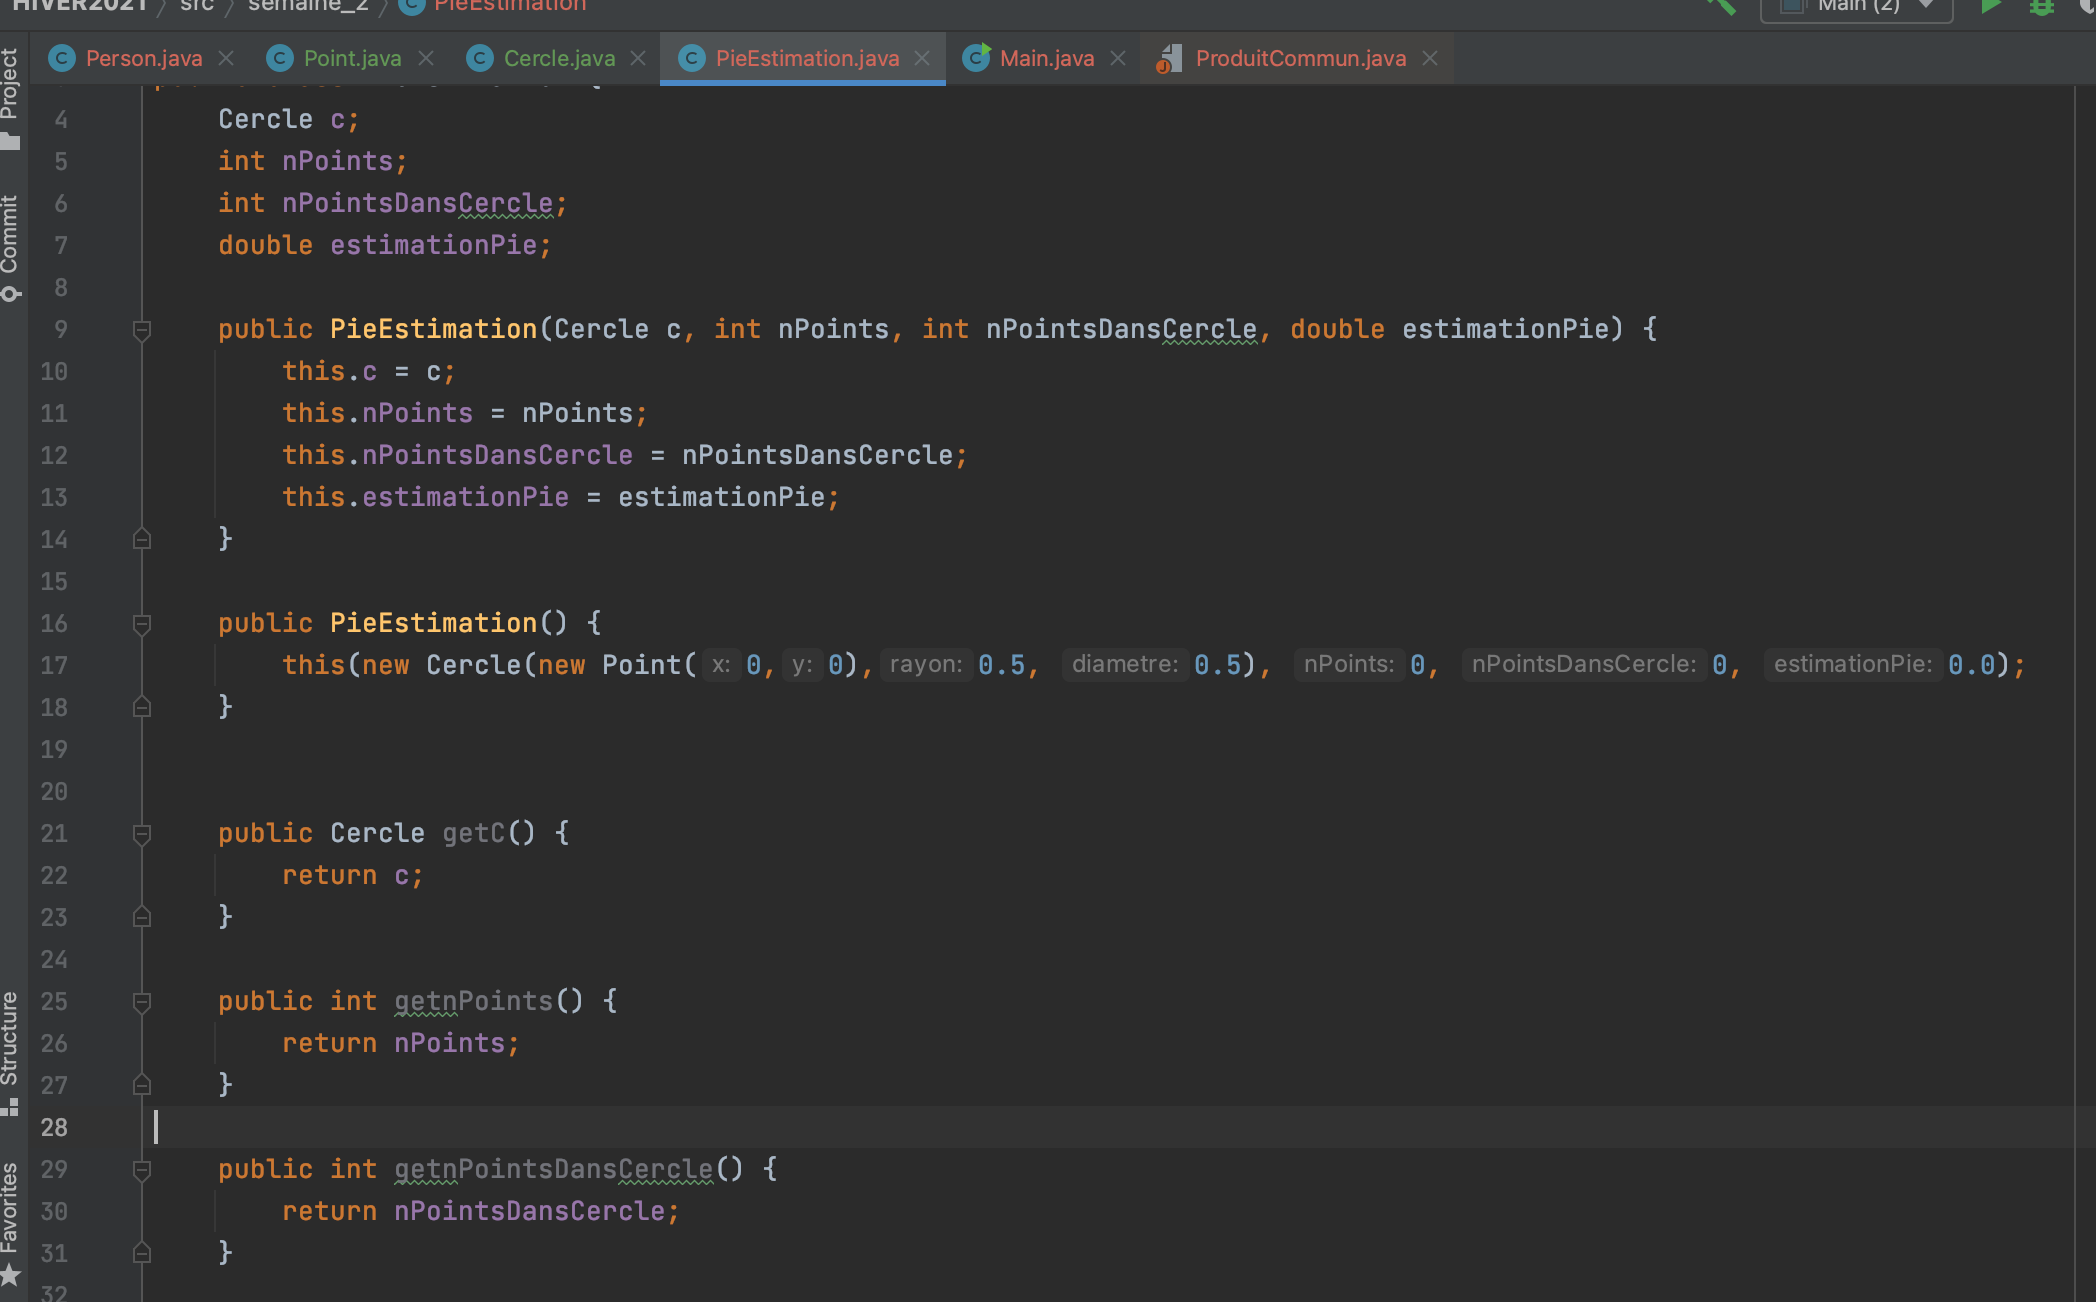 HIVER2021 src semaine_2 PieEstimation Main (2)
Person.java Point.java Cercle.java PieEstimation.java Main.java ProduitCommun.java
Project
Commit
Structure
Favorites
4 Cercle c;
5 int nPoints;
6 int nPointsDansCercle;
7 double estimationPie;
8
9 public PieEstimation(Cercle c, int nPoints, int nPointsDansCercle, double estimationPie) {
10 this.c = c;
11 this.nPoints = nPoints;
12 this.nPointsDansCercle = nPointsDansCercle;
13 this.estimationPie = estimationPie;
14 }
15
16 public PieEstimation() {
17 this(new Cercle(new Point( x: 0, y: 0), rayon: 0.5, diametre: 0.5), nPoints: 0, nPointsDansCercle: 0, estimationPie: 0.0);
18 }
19
20
21 public Cercle getC() {
22 return c;
23 }
24
25 public int getnPoints() {
26 return nPoints;
27 }
28
29 public int getnPointsDansCercle() {
30 return nPointsDansCercle;
31 }
32